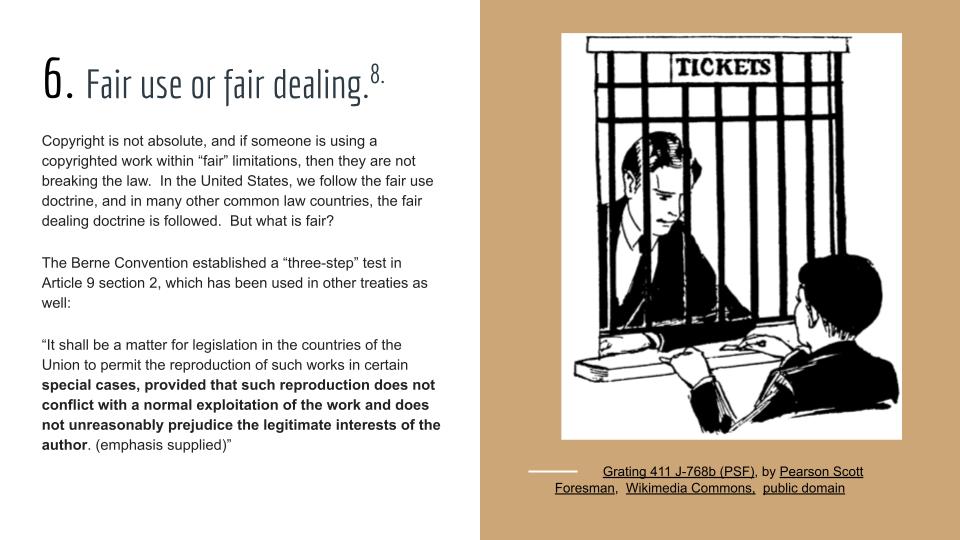 6. Fair use or fair dealing.8.
Copyright is not absolute, and if someone is using a
copyrighted work within “fair” limitations, then they are not
breaking the law.  In the United States, we follow the fair use
doctrine, and in many other common law countries, the fair
dealing doctrine is followed.  But what is fair?
The Berne Convention established a “three-step” test in
Article 9 section 2, which has been used in other treaties as
well:
“It shall be a matter for legislation in the countries of the
Union to permit the reproduction of such works in certain
special cases, provided that such reproduction does not
conflict with a normal exploitation of the work and does
not unreasonably prejudice the legitimate interests of the
author. (emphasis supplied)”
TICKETS
Grating 411 J-768b (PSF), by Pearson Scott
Foresman,  Wikimedia Commons,  public domain